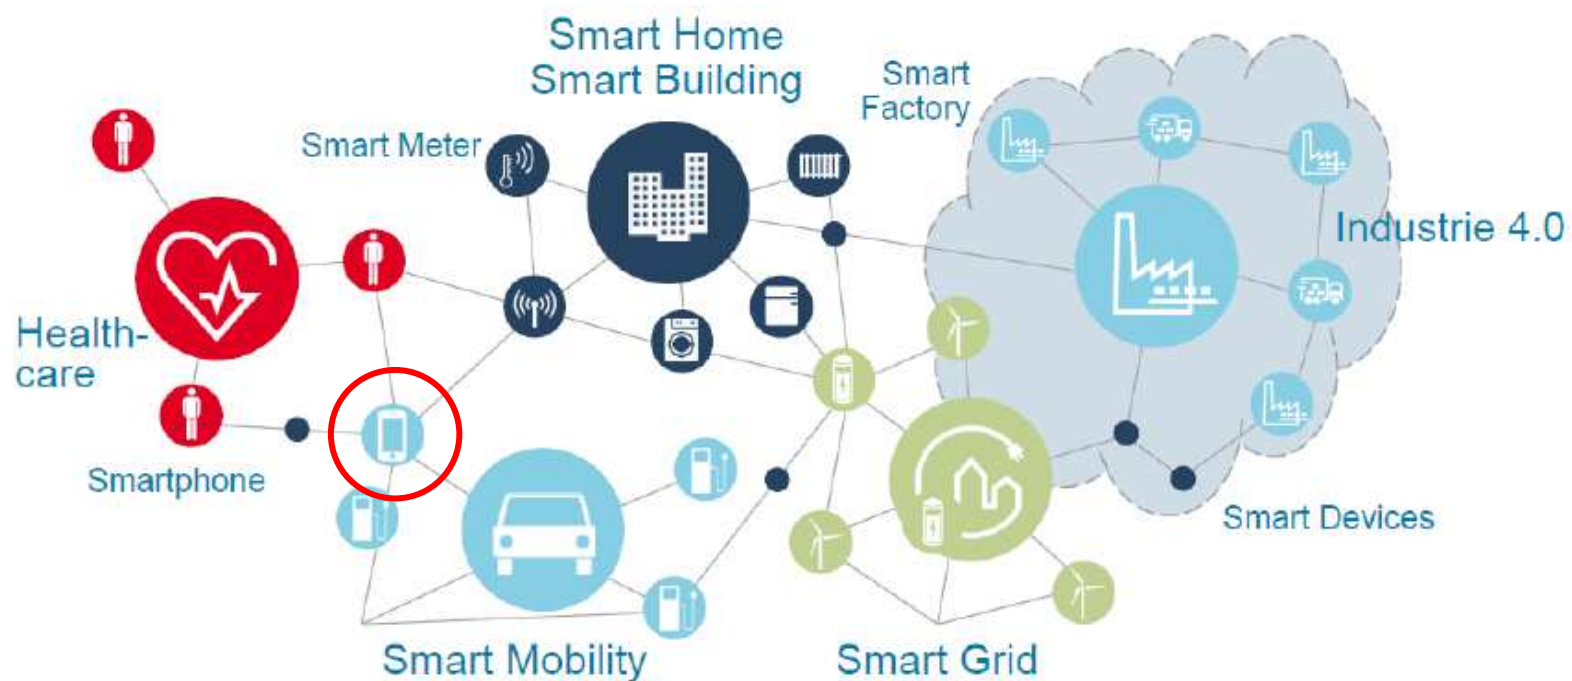 Smart Home
Smart Building
Smart
Factory
Smart Meter
Industrie 4.0
Health-
care
Smartphone
Smart Devices
Smart Mobility
Smart Grid